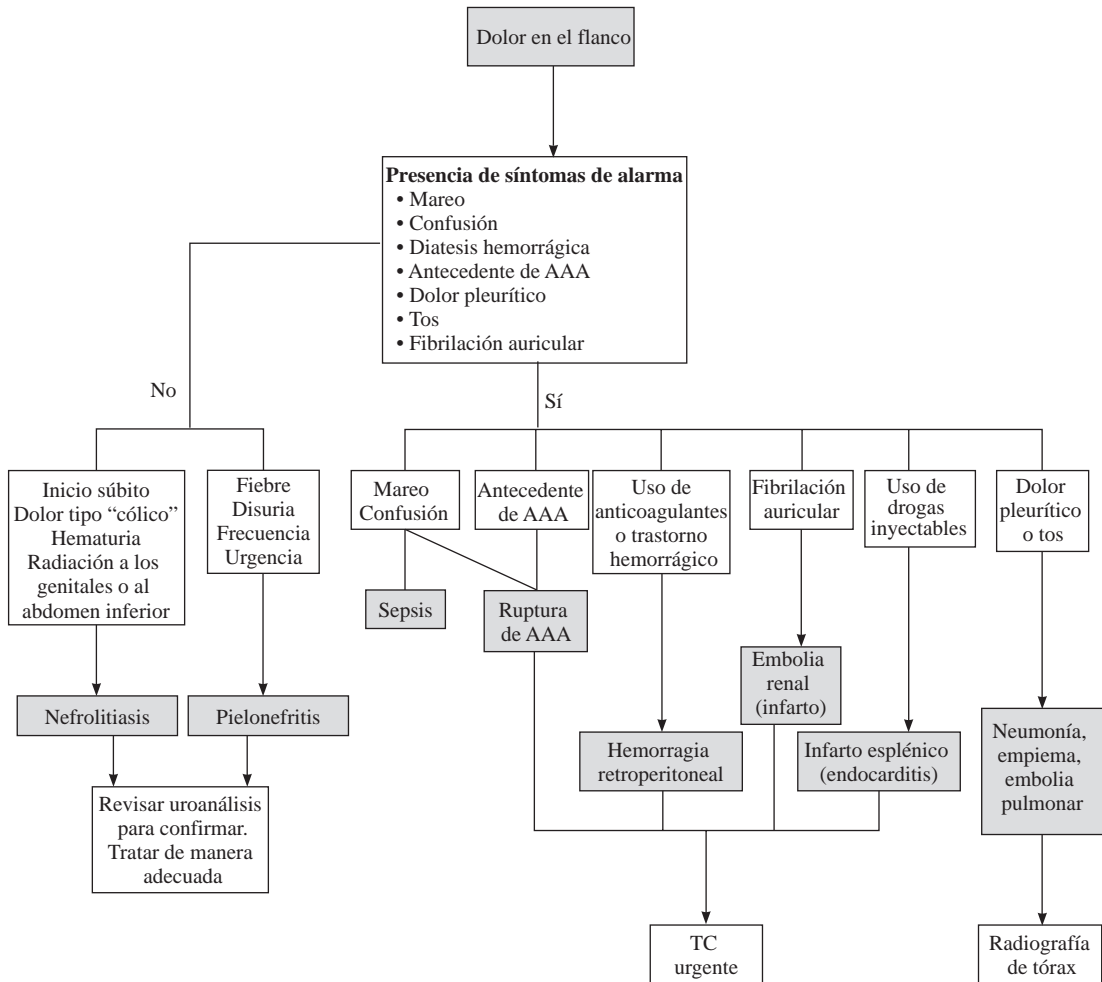 Dolor en el flanco
Presencia de síntomas de alarma
• Mareo
• Confusión
• Diatesis hemorrágica
• Antecedente de AAA
• Dolor pleurítico
• Tos
• Fibrilación auricular
No
Sí
Inicio súbito
Dolor tipo “cólico”
Hematuria
Radiación a los
genitales o al
abdomen inferior
Fiebre
Disuria
Frecuencia
Urgencia
Mareo
Confusión
Antecedente
de AAA
Uso de
anticoagulantes
o trastorno
hemorrágico
Fibrilación
auricular
Uso de
drogas
inyectables
Dolor
pleurítico
o tos
Sepsis
Ruptura
de AAA
Embolia
renal
(infarto)
Nefrolitiasis
Pielonefritis
Hemorragia
retroperitoneal
Infarto esplénico
(endocarditis)
Neumonía,
empiema,
embolia
pulmonar
Revisar uroanálisis
para confirmar.
Tratar de manera
adecuada
TC
urgente
Radiografía
de tórax